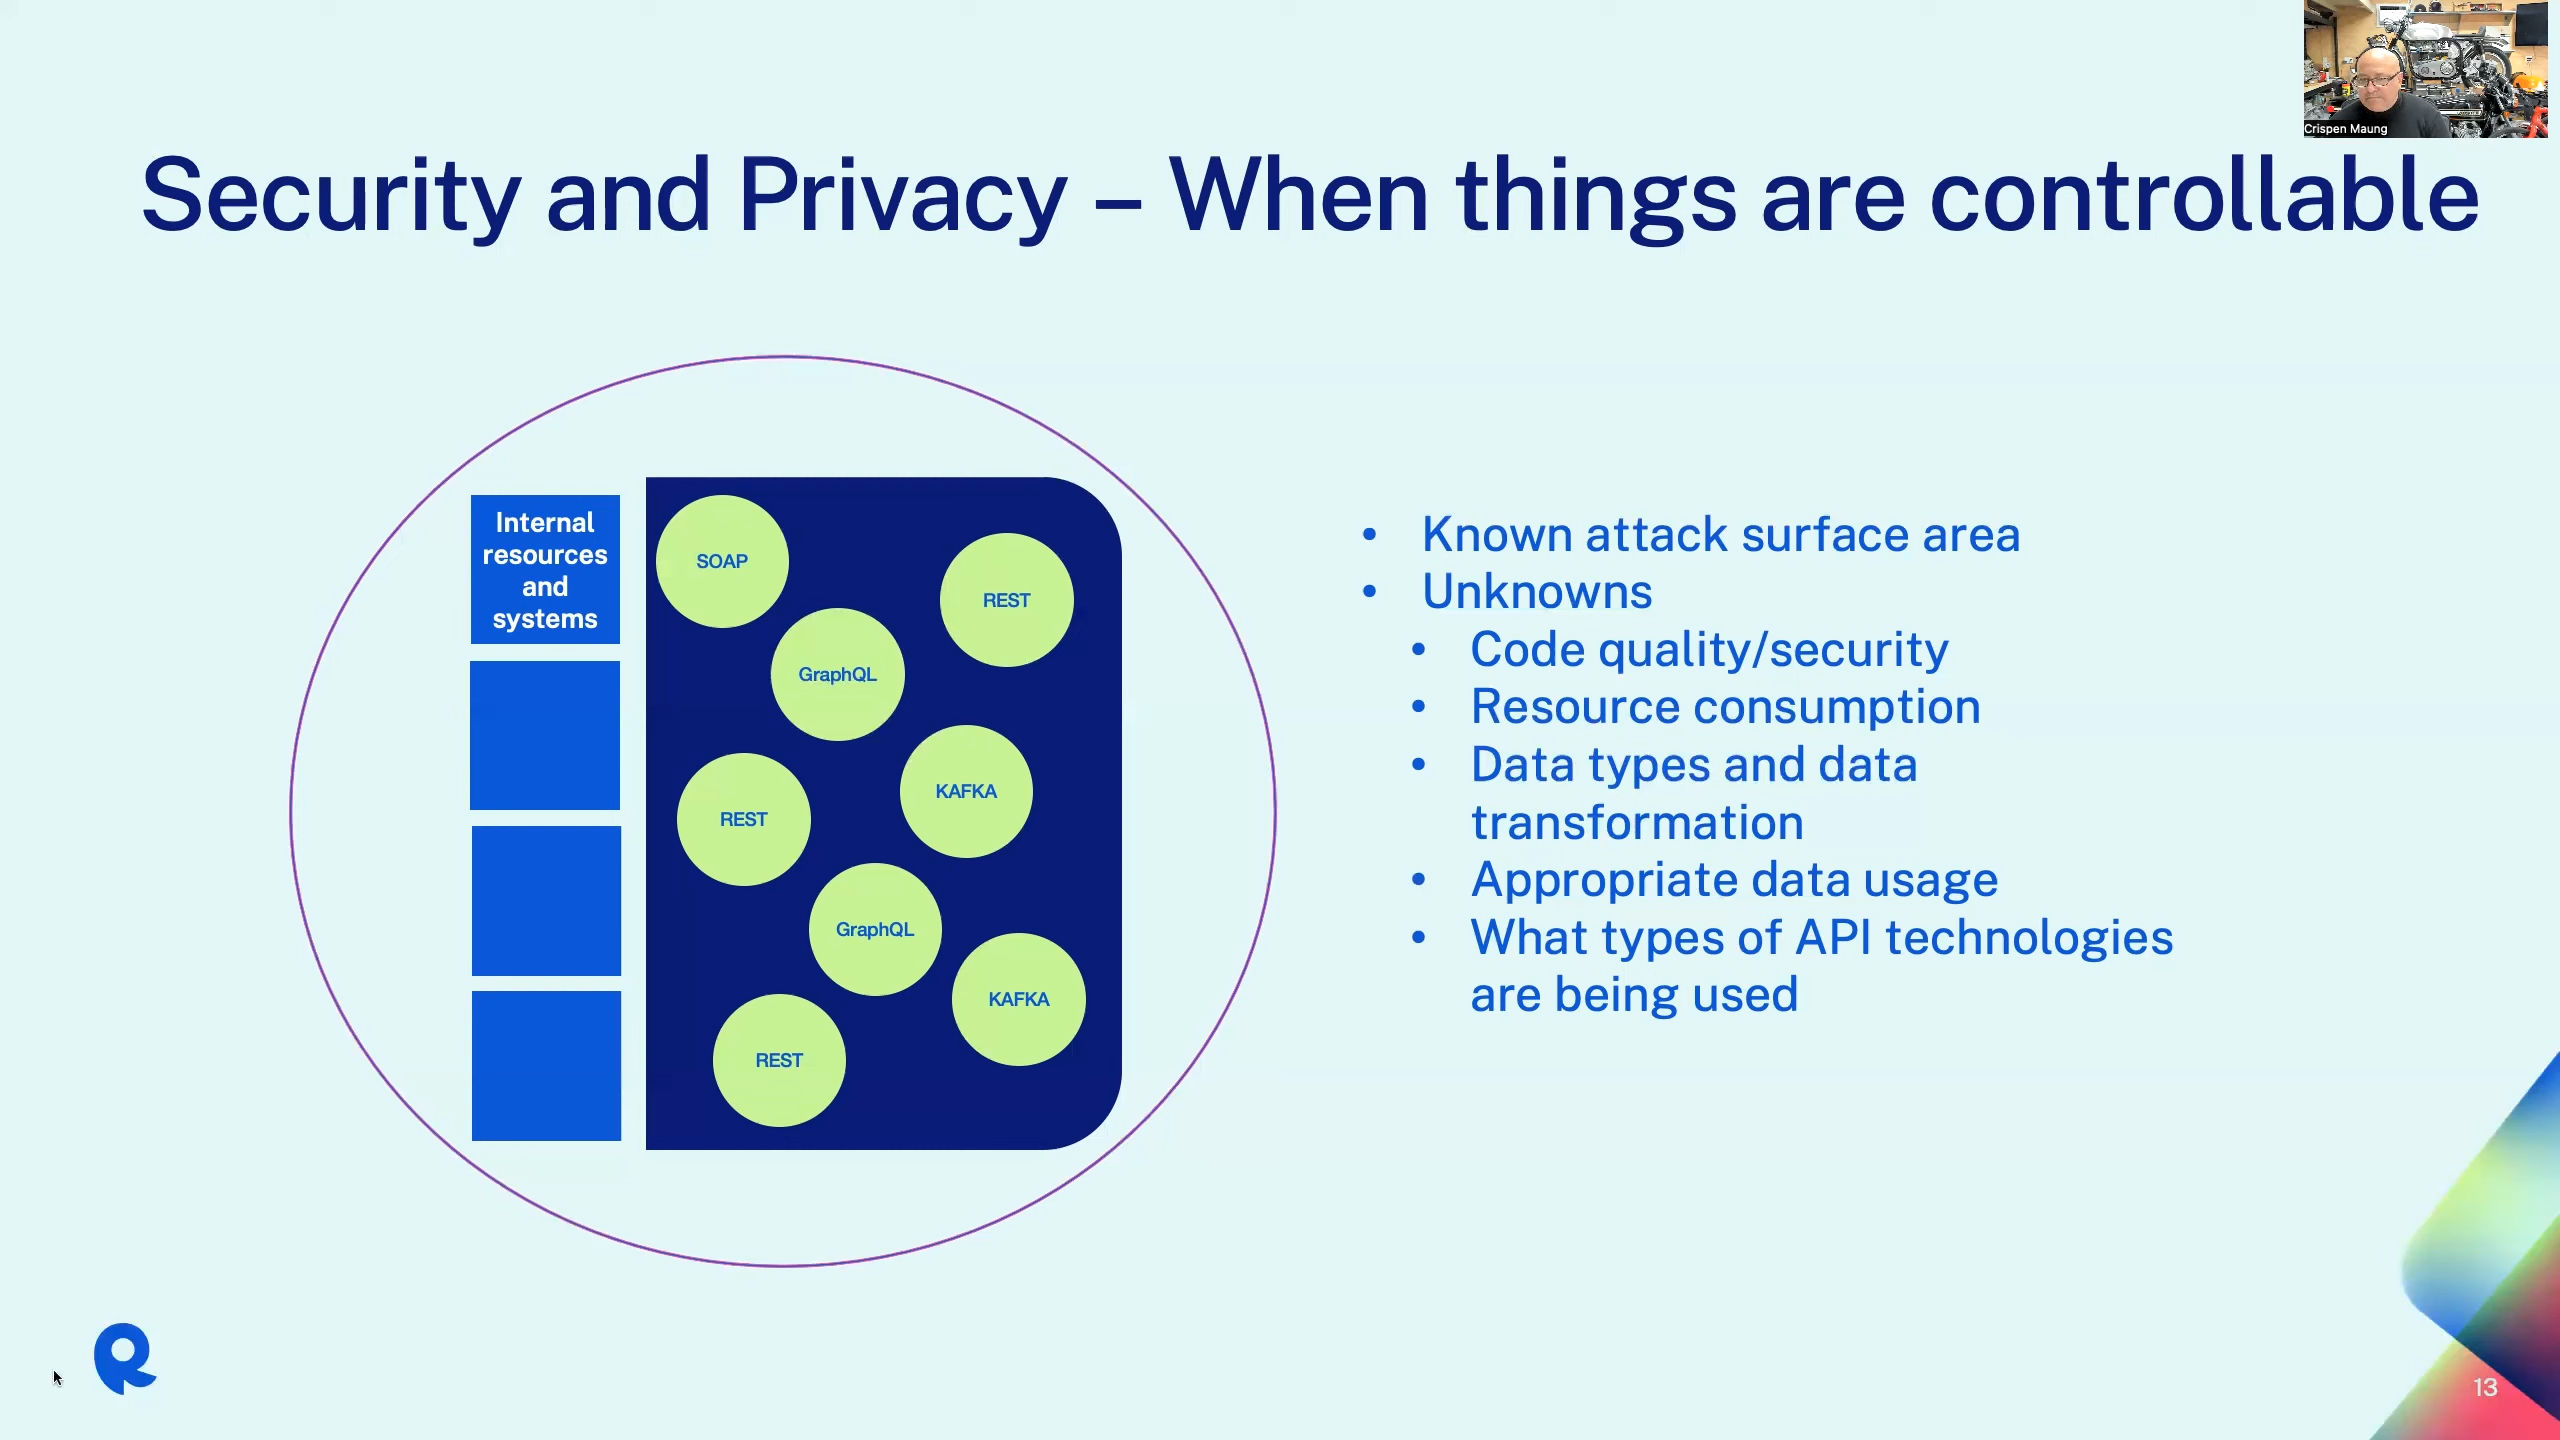 Crispen Maung
Security and Privacy – When things are controllable
Internal
resources
and
systems
SOAP
REST
GraphQL
KAFKA
REST
GraphQL
KAFKA
REST
• Known attack surface area
• Unknowns
• Code quality/security
• Resource consumption
• Data types and data
transformation
• Appropriate data usage
• What types of API technologies
are being used
13